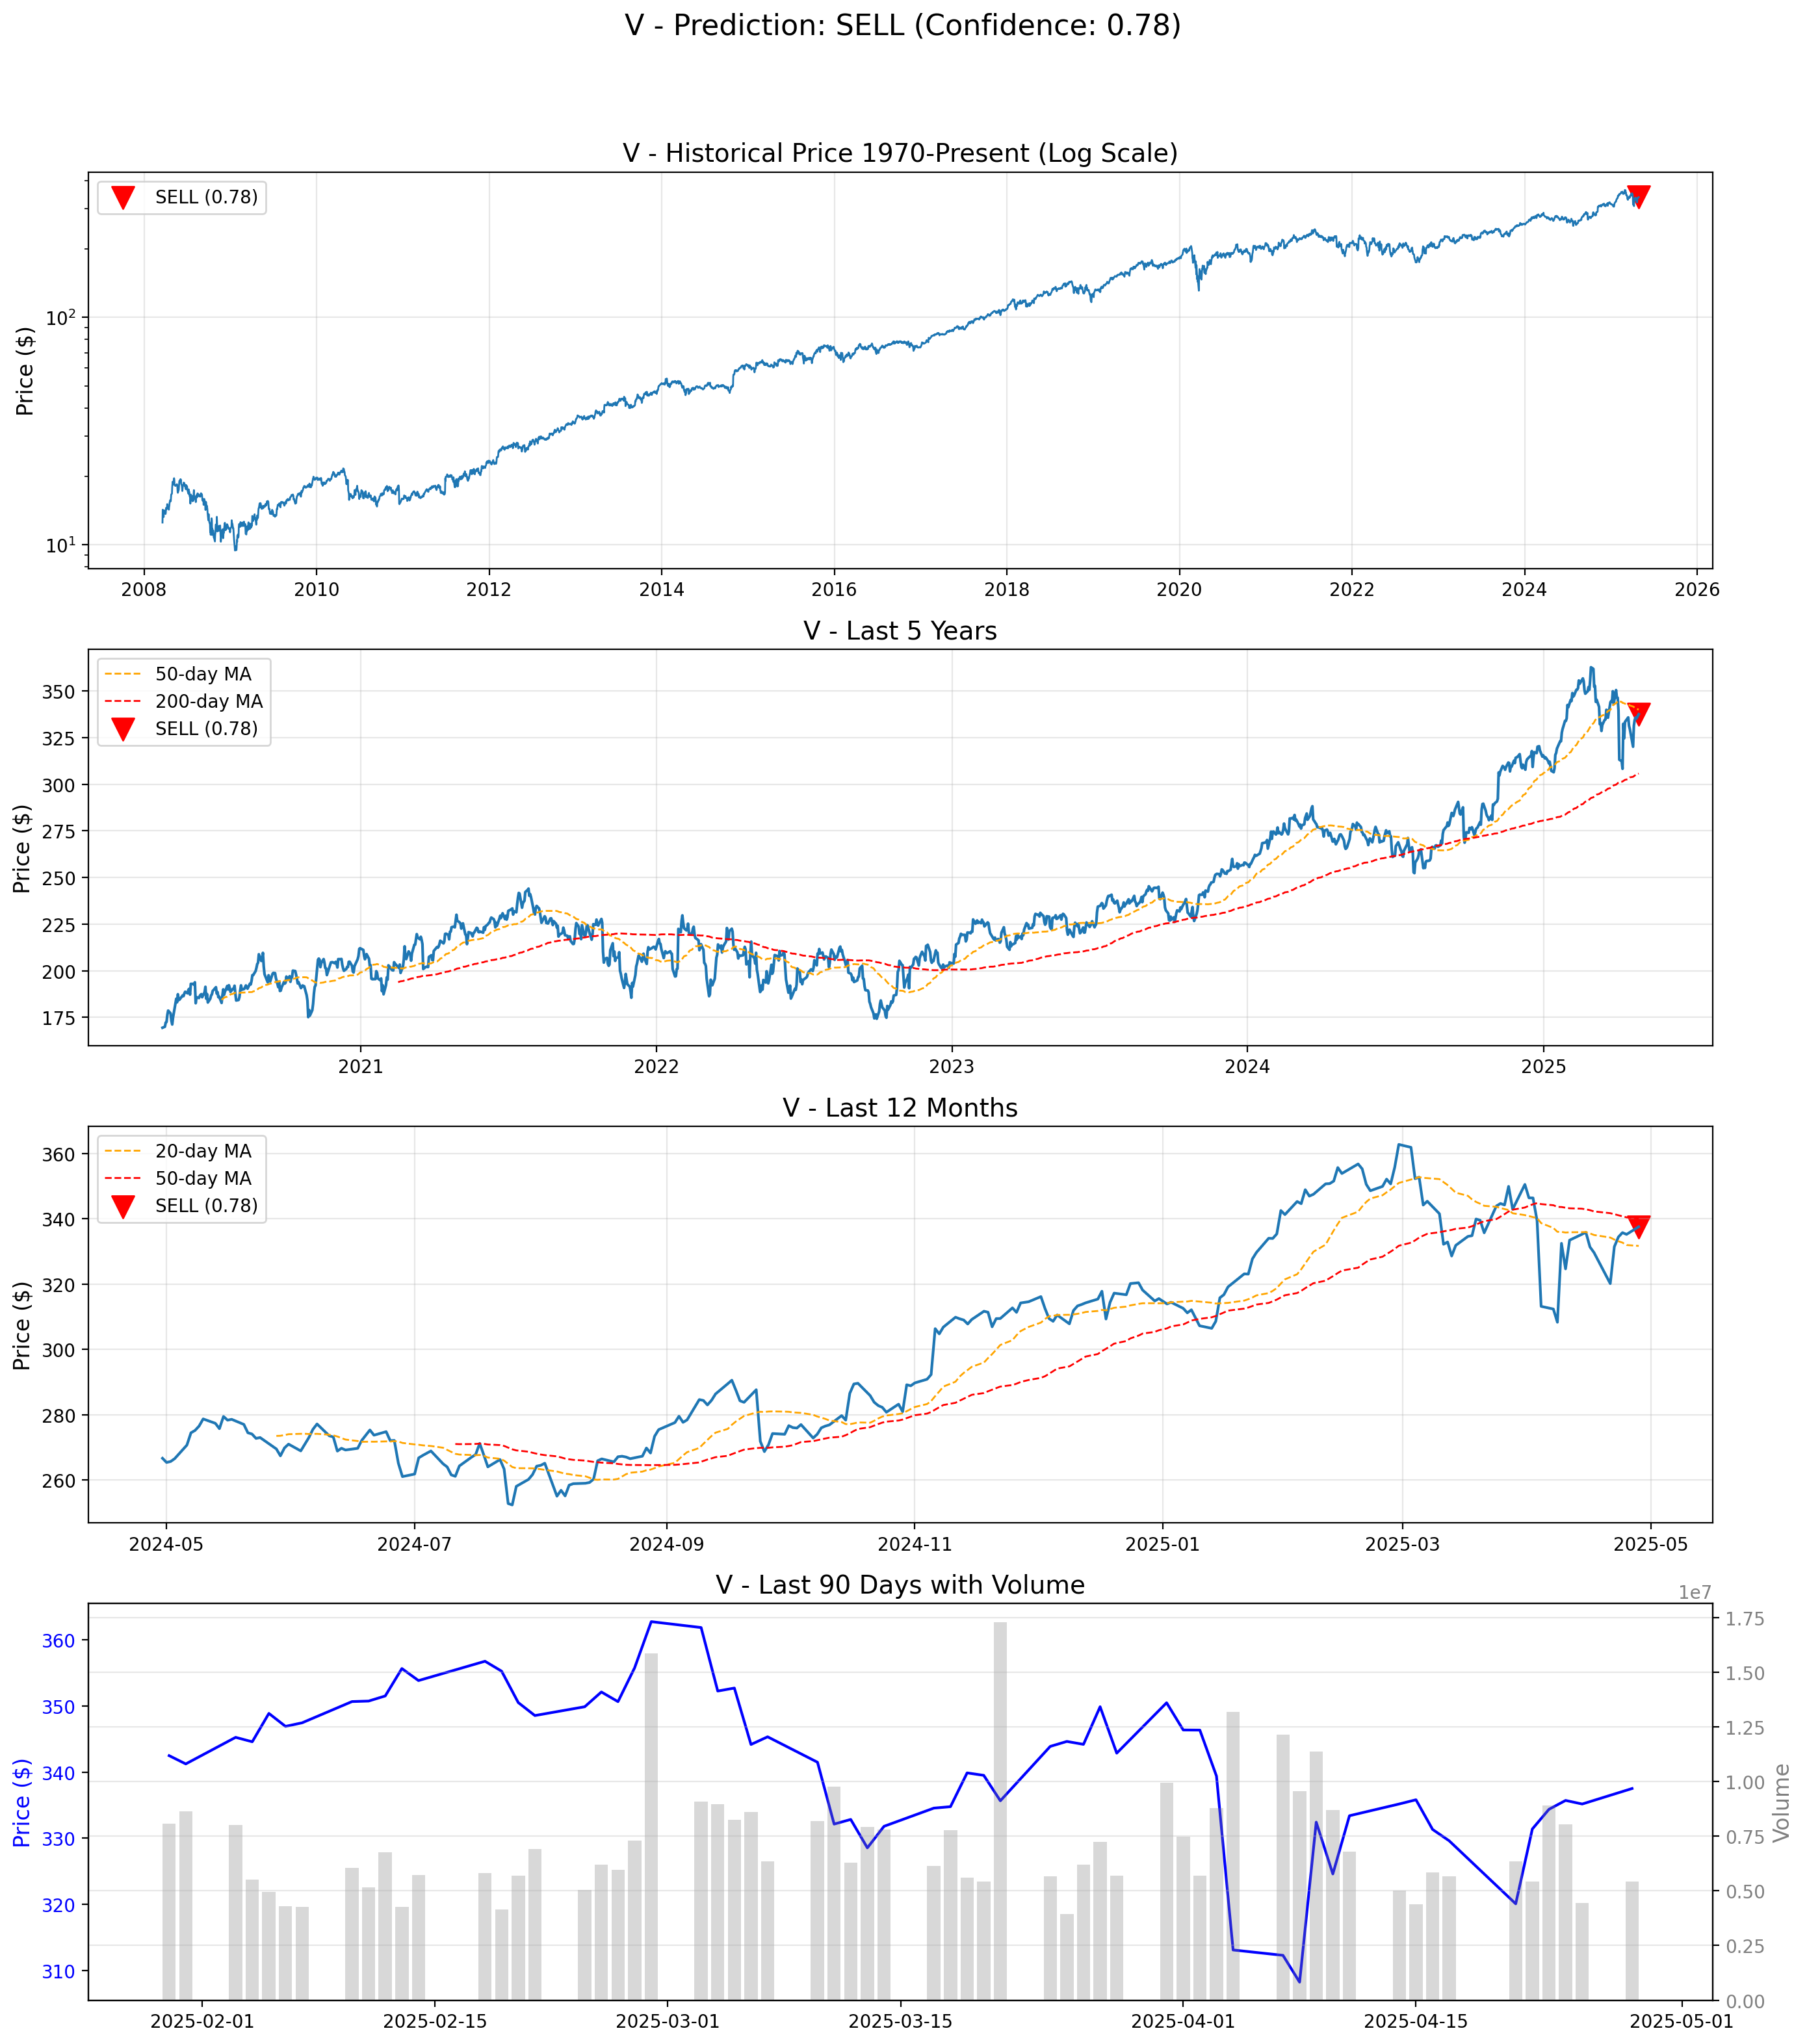 V - Prediction: SELL (Confidence: 0.78)
V - Historical Price 1970-Present (Log Scale)
SELL (0.78)
Price ($)
10²
10¹
2008 2010 2012 2014 2016 2018 2020 2022 2024 2026
V - Last 5 Years
50-day MA
200-day MA
SELL (0.78)
Price ($)
350
325
300
275
250
225
200
175
2021 2022 2023 2024 2025
V - Last 12 Months
20-day MA
50-day MA
SELL (0.78)
Price ($)
360
340
320
300
280
260
2024-05 2024-07 2024-09 2024-11 2025-01 2025-03 2025-05
V - Last 90 Days with Volume
1e7
Price ($)
360
350
340
330
320
310
1.75
1.50
1.25
1.00
0.75
0.50
0.25
0.00
Volume
2025-02-01 2025-02-15 2025-03-01 2025-03-15 2025-04-01 2025-04-15 2025-05-01